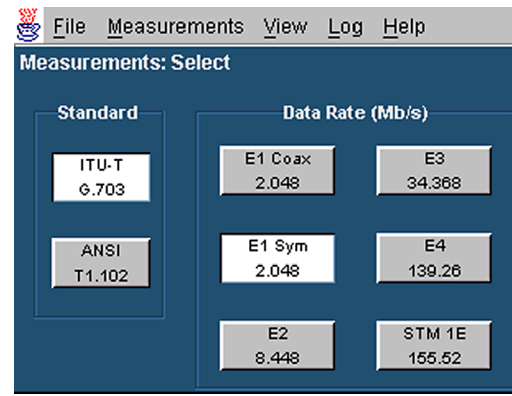 File Measurements View Log Help
Measurements: Select
Standard
Data Rate (Mb/s)
ITU-T
G.703
ANSI
T1.102
E1 Coax
2.048
E3
34.368
E1 Sym
2.048
E4
139.26
E2
8.448
STM 1E
155.52